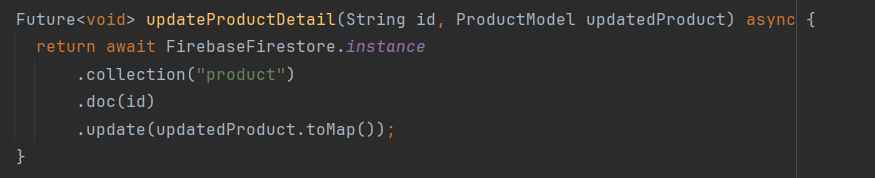 Future<void> updateProductDetail(String id, ProductModel updatedProduct) async {
return await FirebaseFirestore.instance
.collection("product")
.doc(id)
.update(updatedProduct.toMap());
}